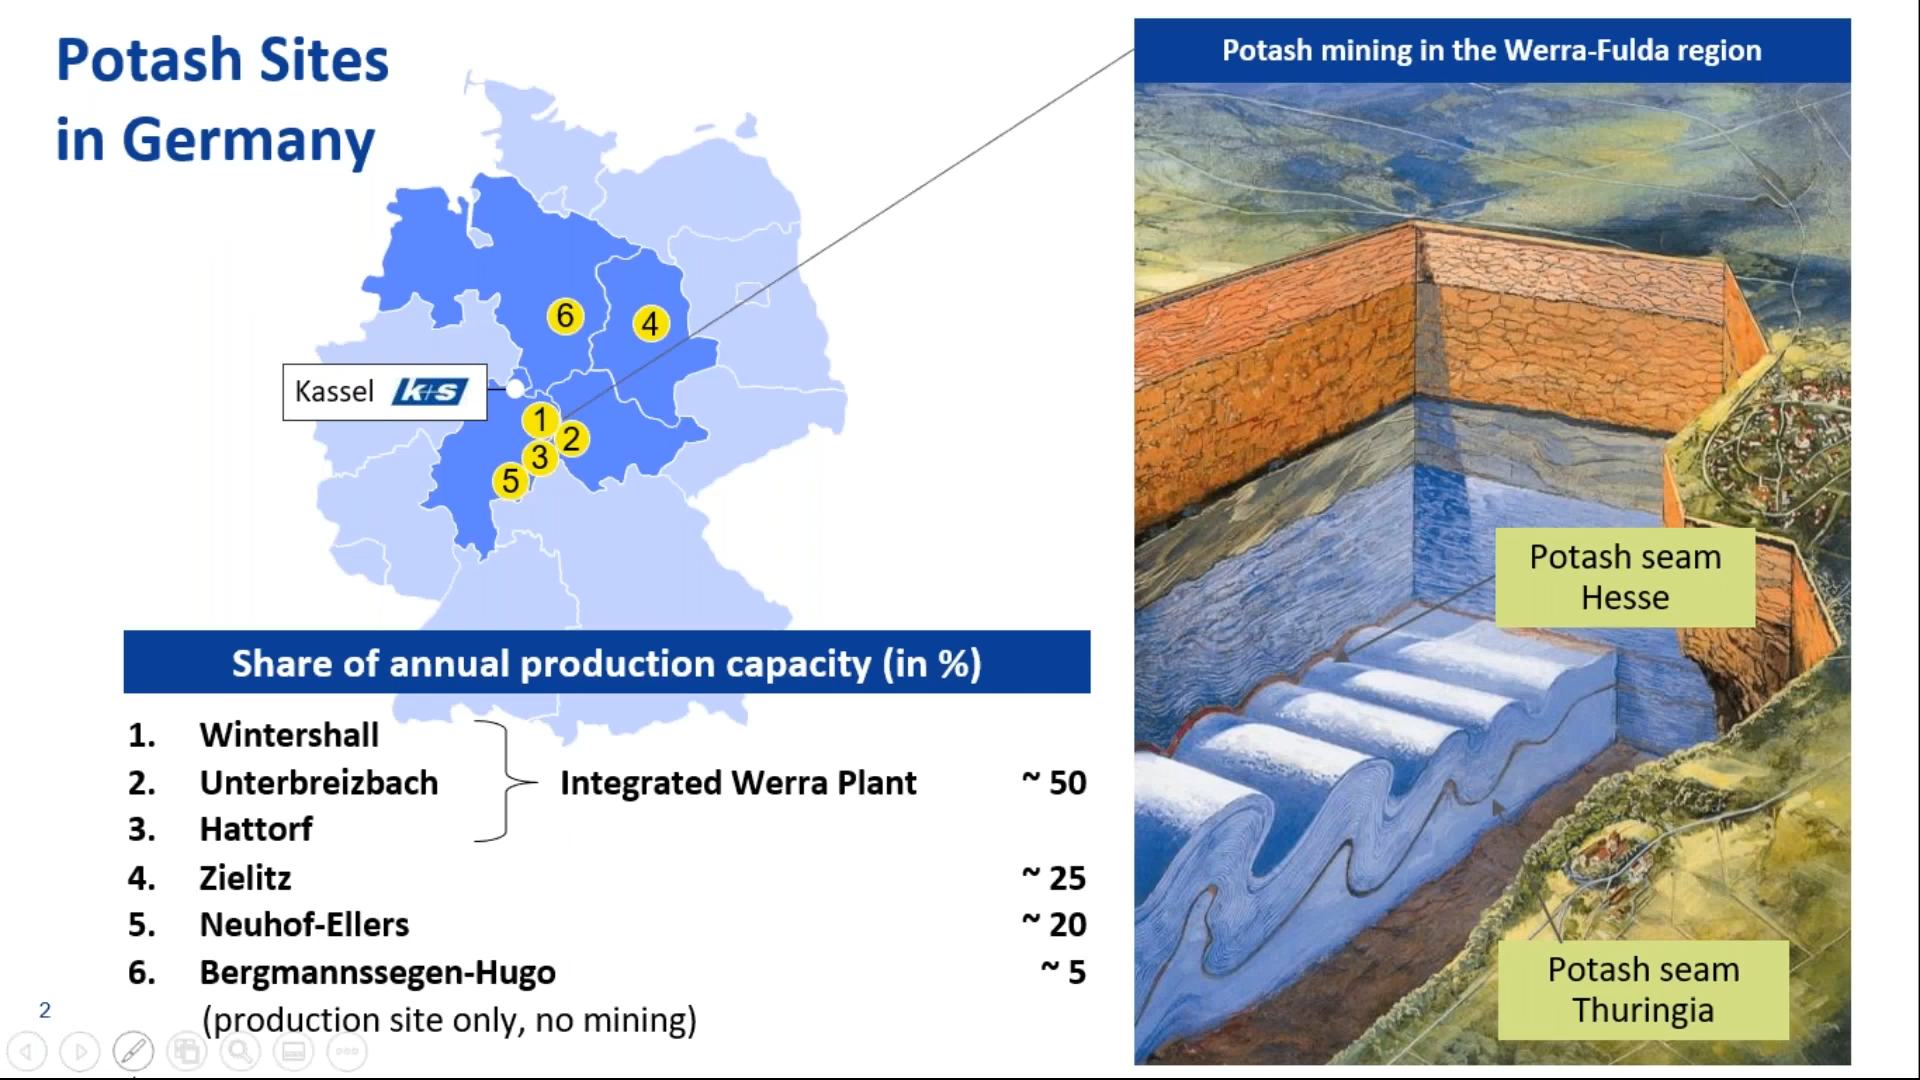 Potash Sites
in Germany
Potash mining in the Werra-Fulda region
6
4
Kassel K+S
1
2
3
5
Potash seam
Hesse
Share of annual production capacity (in %)
1. Wintershall
2. Unterbreizbach Integrated Werra Plant ~ 50
3. Hattorf
4. Zielitz ~ 25
5. Neuhof-Ellers ~ 20
6. Bergmannssegen-Hugo ~ 5
(production site only, no mining)
Potash seam
Thuringia
2